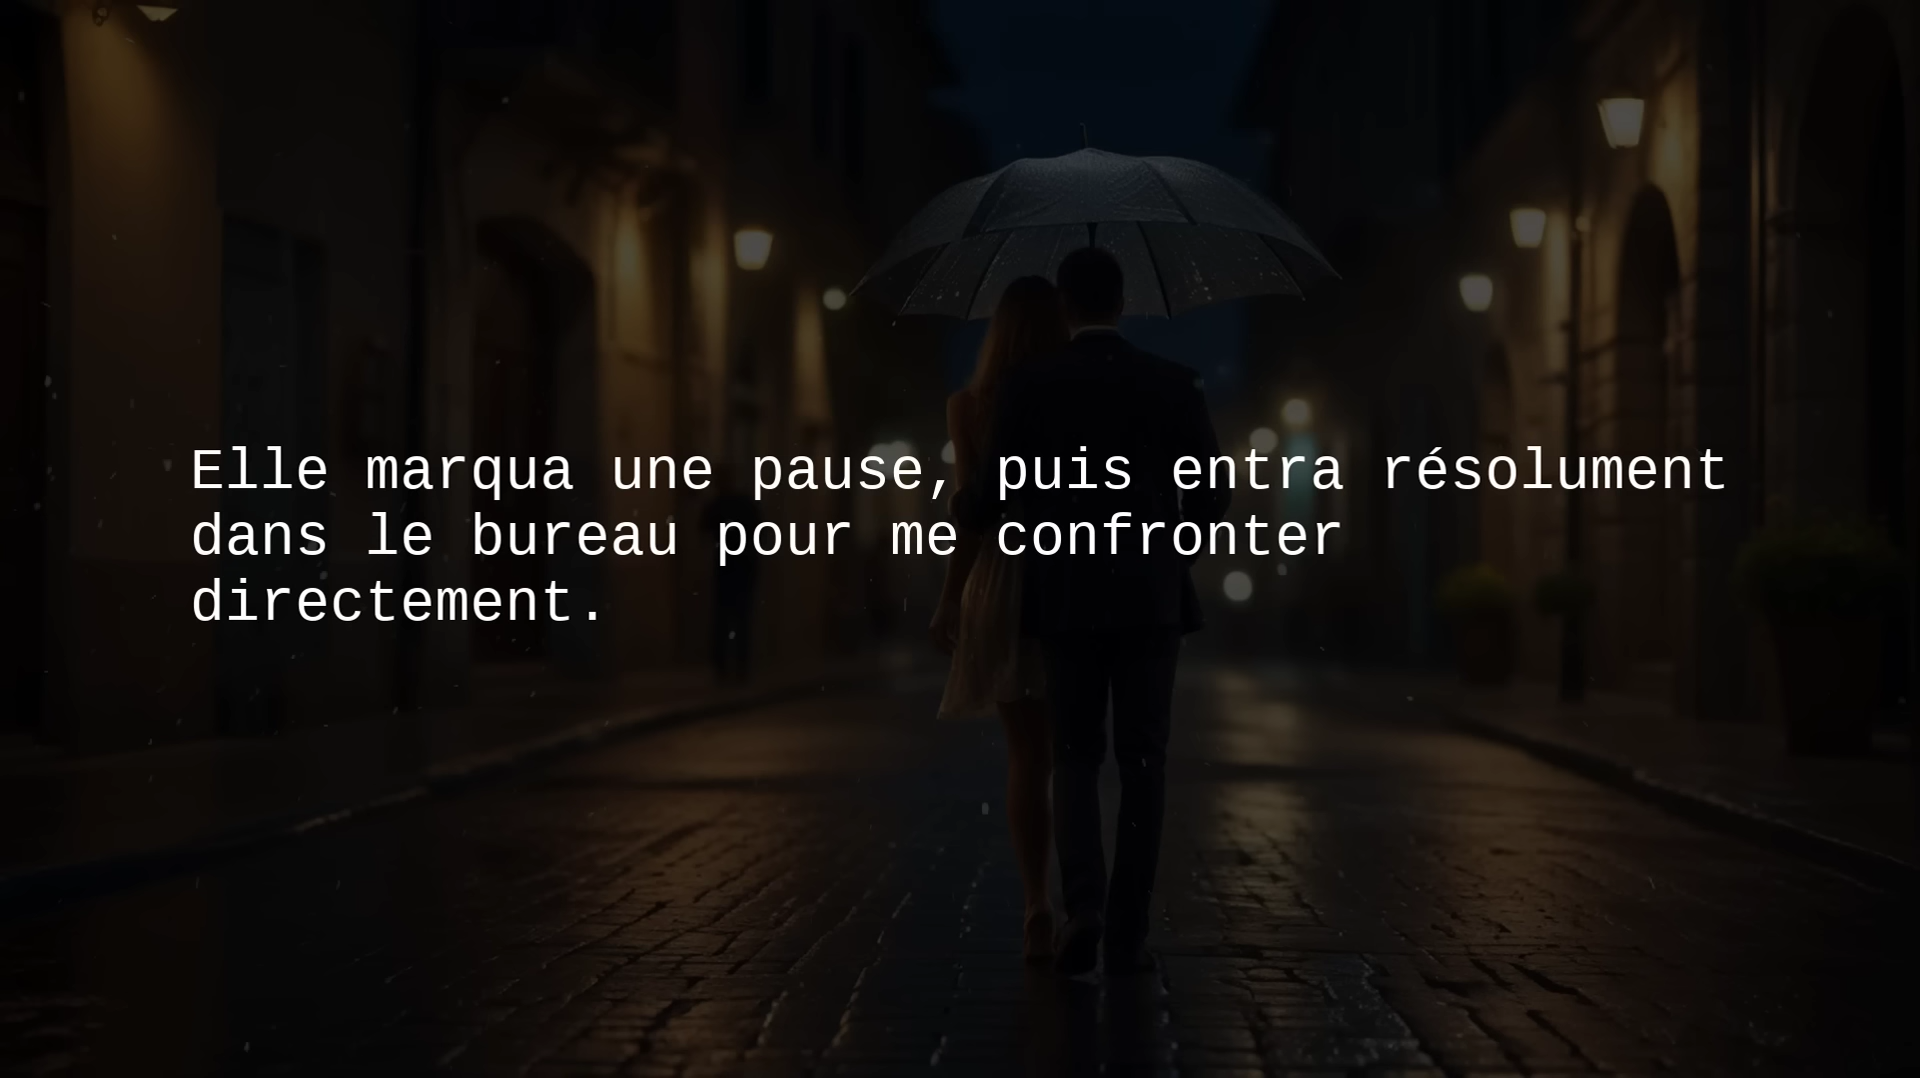 Elle marqua une pause, puis entra résolument
dans le bureau pour me confronter
directement.